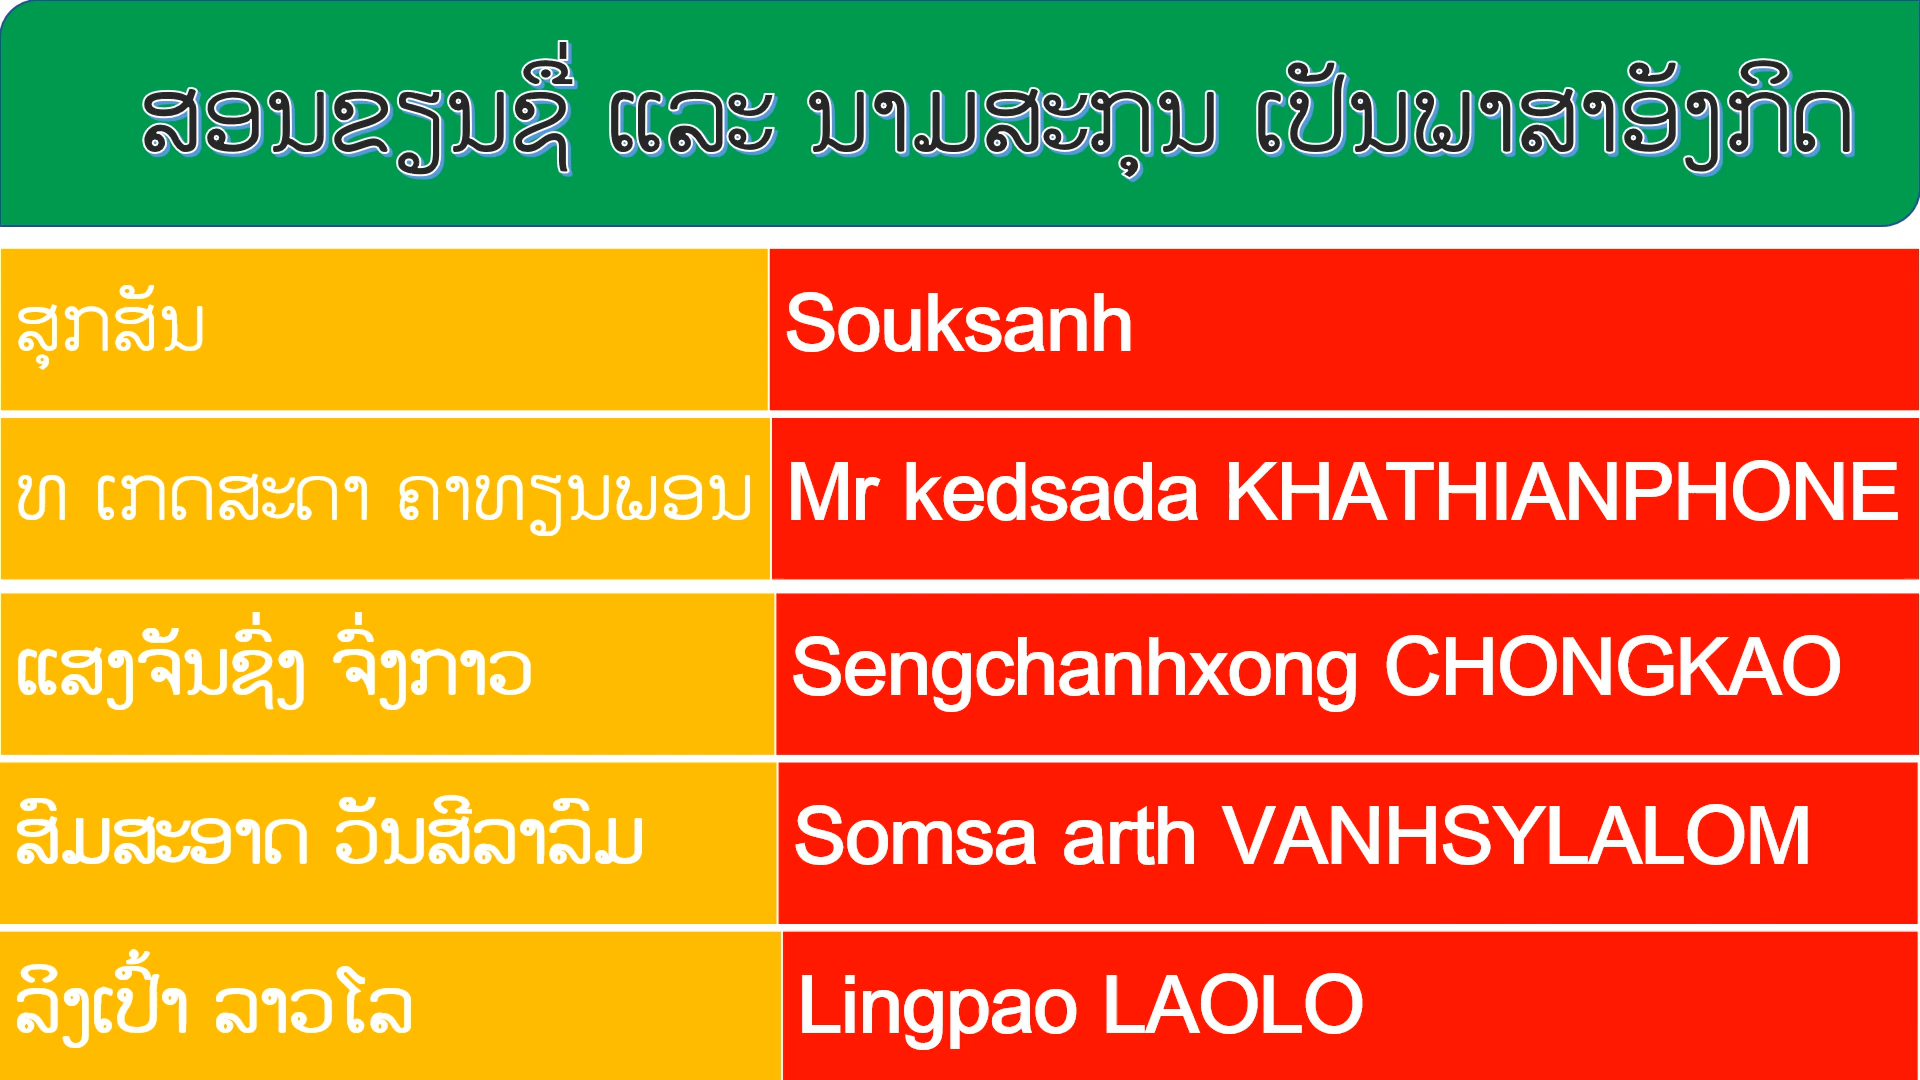 ສອນຂຽນຊື່ ແລະ ນາມສະກຸນ ເປັນພາສາອັງກິດ
ສຸກສັນ Souksanh
ທ ເກດສະດາ ຄາທຽນພອນ Mr kedsada KHATHIANPHONE
ແສງຈັນຊົ່ງ ຈົ່ງກາວ Sengchanhxong CHONGKAO
ສົມສະອາດ ວັນສີລາລົມ Somsa arth VANHSYLALOM
ລິງເປົ້າ ລາວໂລ Lingpao LAOLO